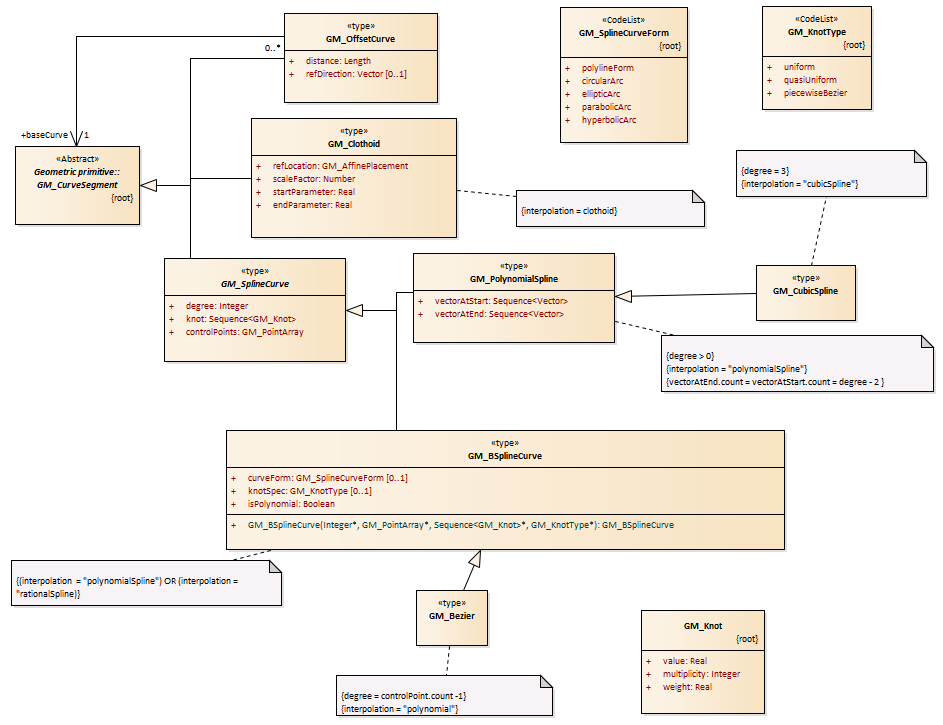 «type»
GM_OffsetCurve
+ distance: Length
+ refDirection: Vector [0..1]
0..*
+baseCurve
1
«CodeList»
GM_SplineCurveForm
{root}
+ polylineForm
+ circularArc
+ ellipticArc
+ parabolicArc
+ hyperbolicArc
«CodeList»
GM_KnotType
{root}
+ uniform
+ quasiUniform
+ piecewiseBezier
«Abstract»
Geometric primitive::
GM_CurveSegment
{root}
«type»
GM_Clothoid
+ refLocation: GM_AffinePlacement
+ scaleFactor: Number
+ startParameter: Real
+ endParameter: Real
{interpolation = clothoid}
{degree = 3}
{interpolation = "cubicSpline"}
«type»
GM_SplineCurve
+ degree: Integer
+ knot: Sequence<GM_Knot>
+ controlPoints: GM_PointArray
«type»
GM_PolynomialSpline
+ vectorAtStart: Sequence<Vector>
+ vectorAtEnd: Sequence<Vector>
«type»
GM_CubicSpline
{degree > 0}
{interpolation = "polynomialSpline"}
{vectorAtEnd.count = vectorAtStart.count = degree - 2 }
«type»
GM_BSplineCurve
+ curveForm: GM_SplineCurveForm [0..1]
+ knotSpec: GM_KnotType [0..1]
+ isPolynomial: Boolean
+ GM_BSplineCurve(Integer*, GM_PointArray*, Sequence<GM_Knot>*, GM_KnotType*): GM_BSplineCurve
{(interpolation = "polynomialSpline") OR (interpolation =
"rationalSpline)}
«type»
GM_Bezier
{degree = controlPoint.count -1}
{interpolation = "polynomial"}
GM_Knot
{root}
+ value: Real
+ multiplicity: Integer
+ weight: Real